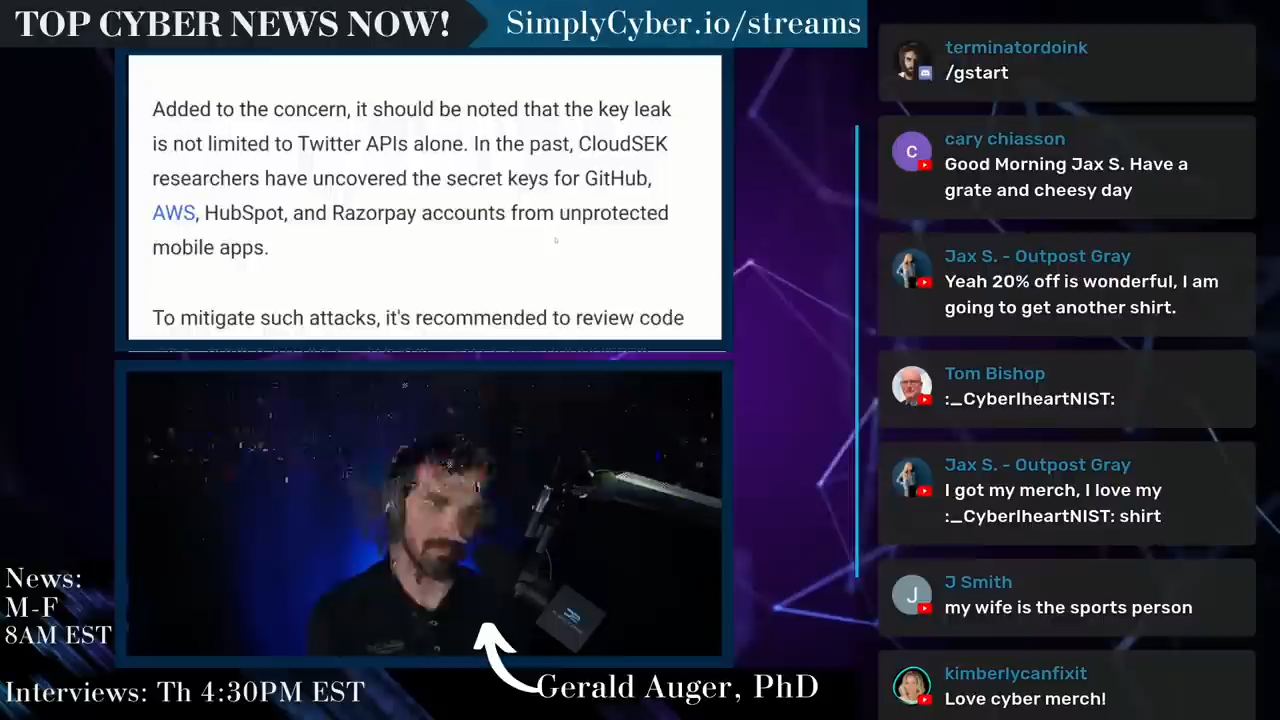 TOP CYBER NEWS NOW!
SimplyCyber.io/streams
Added to the concern, it should be noted that the key leak
is not limited to Twitter APIs alone. In the past, CloudSEK
researchers have uncovered the secret keys for GitHub,
AWS, HubSpot, and Razorpay accounts from unprotected
mobile apps.
To mitigate such attacks, it's recommended to review code
News:
M-F
8AM EST
Interviews: Th 4:30PM EST
Gerald Auger, PhD
terminatordoink
/gstart
C
cary chiasson
Good Morning Jax S. Have a
grate and cheesy day
Jax S. - Outpost Gray
Yeah 20% off is wonderful, I am
going to get another shirt.
Tom Bishop
:_CyberIheartNIST:
Jax S. - Outpost Gray
I got my merch, I love my
:_CyberIheartNIST: shirt
J
J Smith
my wife is the sports person
kimberlycanfixit
Love cyber merch!